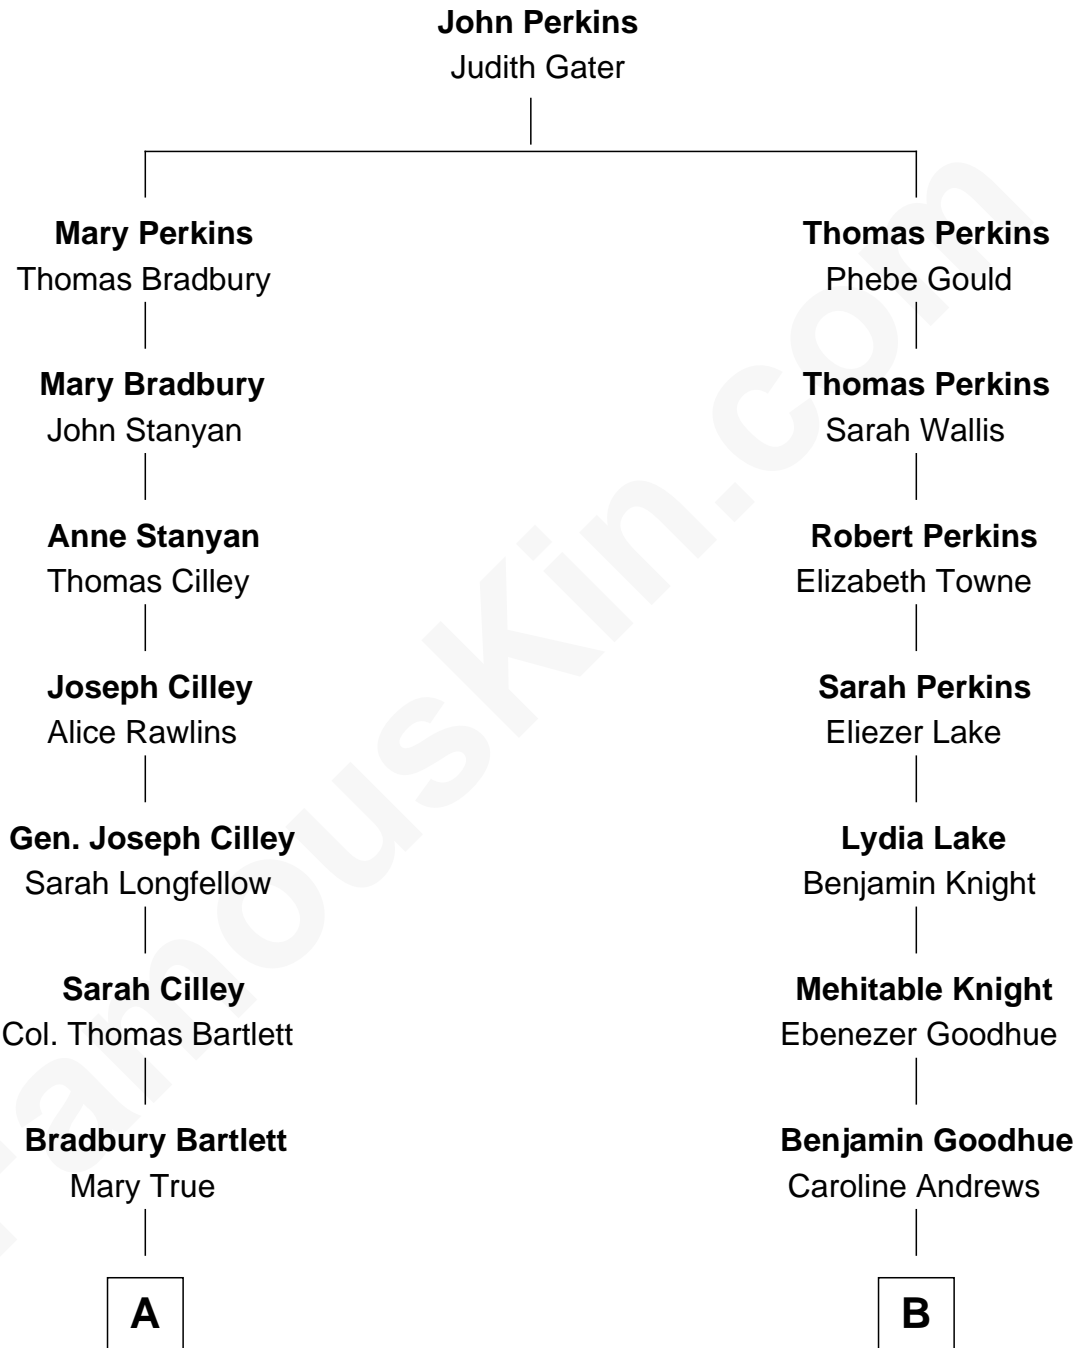 John Perkins
Judith Gater
Mary Perkins
Thomas Bradbury
Thomas Perkins
Phebe Gould
Mary Bradbury
John Stanyan
Thomas Perkins
Sarah Wallis
Anne Stanyan
Thomas Cilley
Robert Perkins
Elizabeth Towne
Joseph Cilley
Alice Rawlins
Sarah Perkins
Eliezer Lake
Gen. Joseph Cilley
Sarah Longfellow
Lydia Lake
Benjamin Knight
Sarah Cilley
Col. Thomas Bartlett
Mehitable Knight
Ebenezer Goodhue
Bradbury Bartlett
Mary True
Benjamin Goodhue
Caroline Andrews
A
B
FamousKin.com